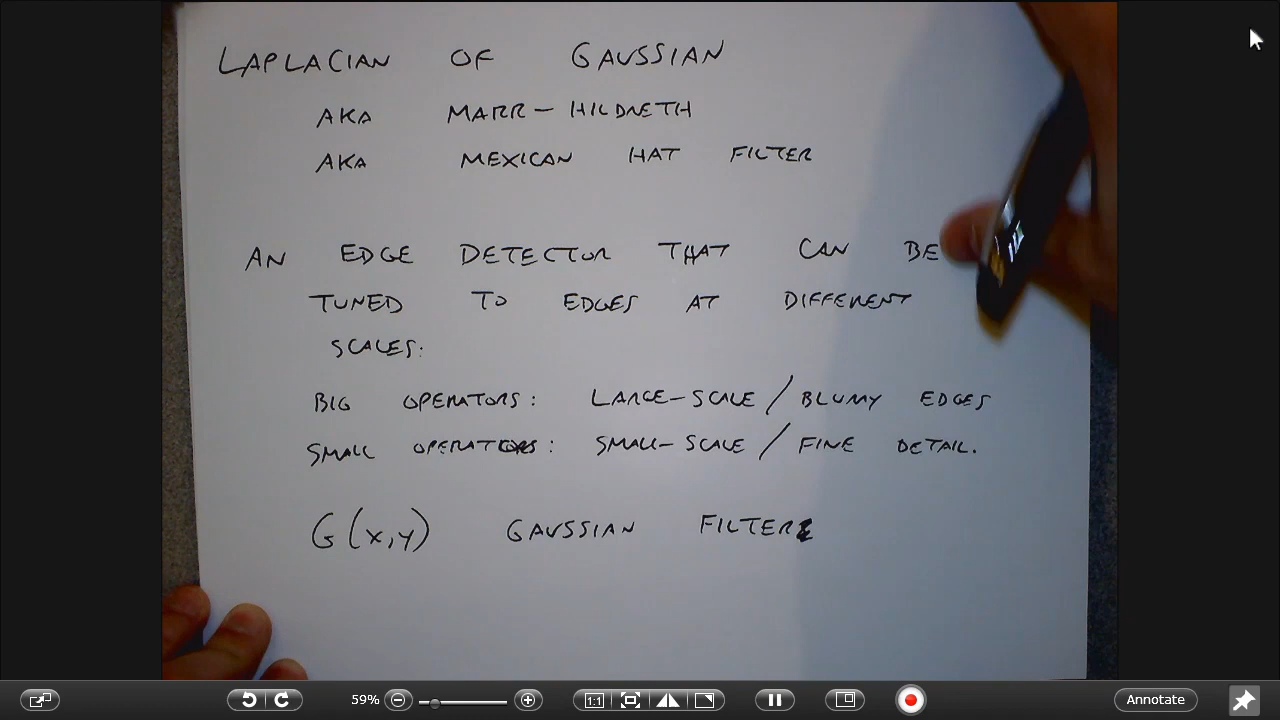 LAPLACIAN OF GAUSSIAN
AKA MARR-HILDRETH
AKA MEXICAN HAT FILTER
AN EDGE DETECTOR THAT CAN BE
TUNED TO EDGES AT DIFFERENT
SCALES:
BIG OPERATORS: LARGE-SCALE / BLURRY EDGES
SMALL OPERATORS: SMALL-SCALE / FINE DETAIL.
G(x,y) GAUSSIAN FILTER
59%
1:1
Annotate